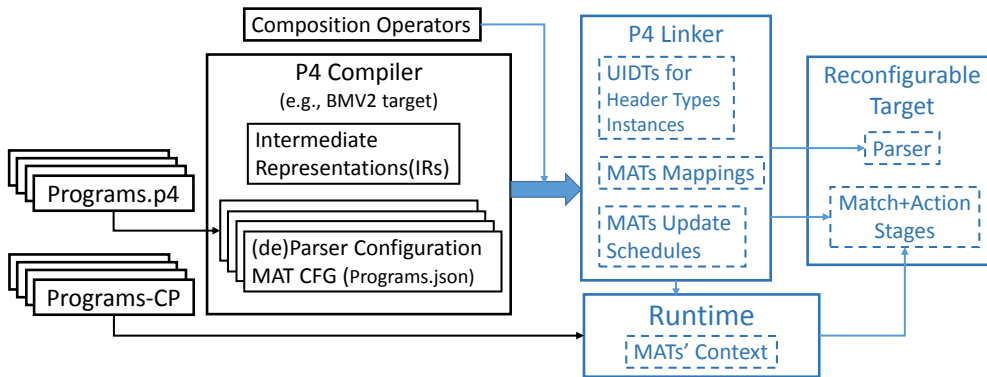 Composition Operators
P4 Compiler
(e.g., BMV2 target)
Intermediate
Representations(IRs)
(de)Parser Configuration
MAT CFG (Programs.json)
Programs.p4
Programs-CP
P4 Linker
UIDTs for
Header Types
Instances
MATs Mappings
MATs Update
Schedules
Runtime
MATs' Context
Reconfigurable
Target
Parser
Match+Action
Stages